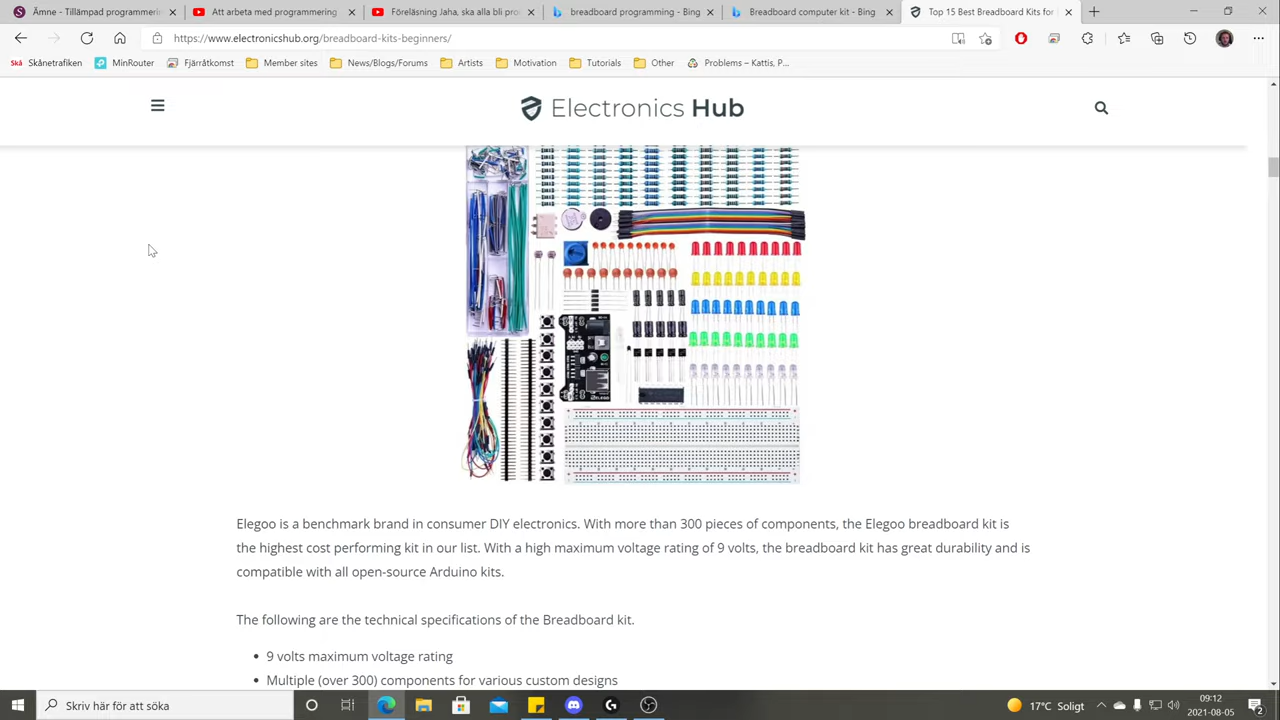 Ämne - Tillämpad programmerin
Att arbeta med programmering
Föreläsning Jaha, ska alla bli pro
breadboard programming - Bing
Breadboard computer kit - Bing
Top 15 Best Breadboard Kits for
https://www.electronicshub.org/breadboard-kits-beginners/
Skå Skånetrafiken
MinRouter
Fjärråtkomst
Member sites
News/Blogs/Forums
Artists
Motivation
Tutorials
Other
Problems – Kattis, P...
Electronics Hub
Elegoo is a benchmark brand in consumer DIY electronics. With more than 300 pieces of components, the Elegoo breadboard kit is
the highest cost performing kit in our list. With a high maximum voltage rating of 9 volts, the breadboard kit has great durability and is
compatible with all open-source Arduino kits.
The following are the technical specifications of the Breadboard kit.
• 9 volts maximum voltage rating
• Multiple (over 300) components for various custom designs
Skriv här för att söka
17°C Soligt
09:12
2021-08-05
2